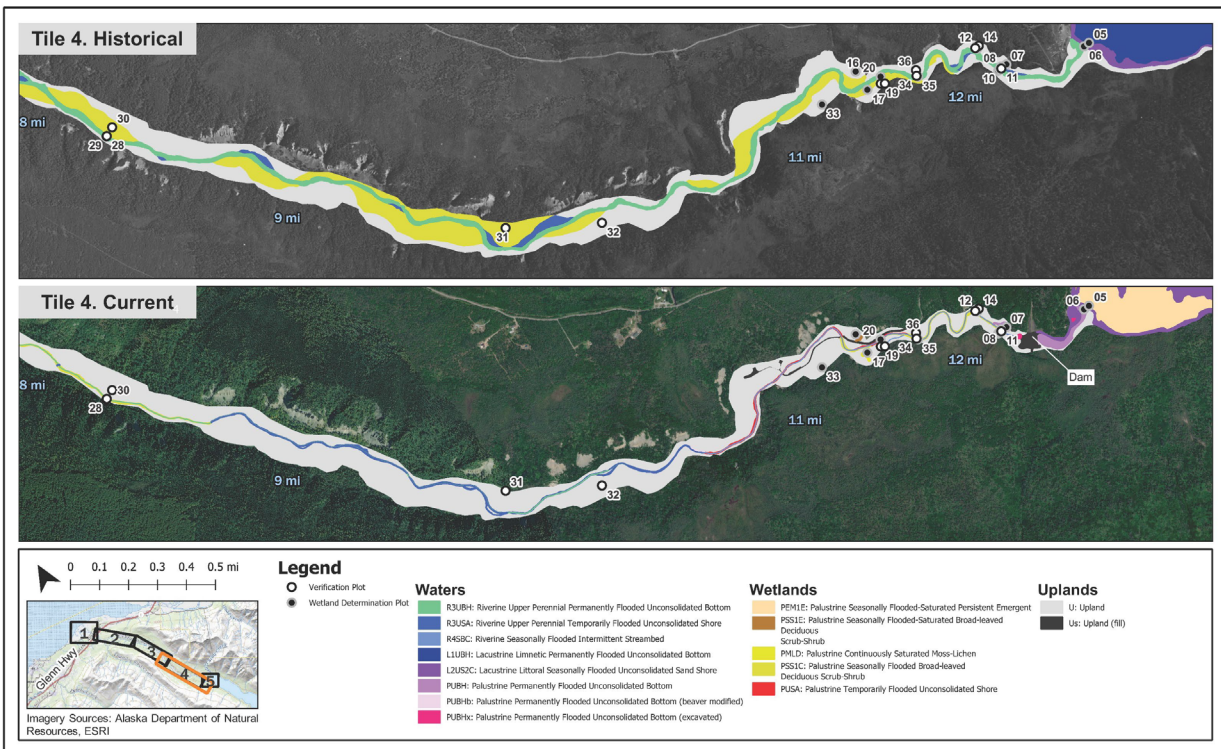 Tile 4. Historical
12
14
05
36
08
07
16
20
06
10
11
34
17
19
35
12 mi
33
8 mi
30
29
28
11 mi
9 mi
31
32
Tile 4. Current
12
14
06
05
36
07
20
08
11
34
17
19
35
12 mi
33
Dam
8 mi
30
28
11 mi
9 mi
31
32
0 0.1 0.2 0.3 0.4 0.5 mi
Glenn Hwy
1
2
3
4
5
Imagery Sources: Alaska Department of Natural
Resources, ESRI
Legend
Verification Plot
Wetland Determination Plot
Waters
R3UBH: Riverine Upper Perennial Permanently Flooded Unconsolidated Bottom
R3USA: Riverine Upper Perennial Temporarily Flooded Unconsolidated Shore
R4SBC: Riverine Seasonally Flooded Intermittent Streambed
L1UBH: Lacustrine Limnetic Permanently Flooded Unconsolidated Bottom
L2US2C: Lacustrine Littoral Seasonally Flooded Unconsolidated Sand Shore
PUBH: Palustrine Permanently Flooded Unconsolidated Bottom
PUBHb: Palustrine Permanently Flooded Unconsolidated Bottom (beaver modified)
PUBHx: Palustrine Permanently Flooded Unconsolidated Bottom (excavated)
Wetlands
PEM1E: Palustrine Seasonally Flooded-Saturated Persistent Emergent
PSS1E: Palustrine Seasonally Flooded-Saturated Broad-leaved
Deciduous
Scrub-Shrub
PMLD: Palustrine Continuously Saturated Moss-Lichen
PSS1C: Palustrine Seasonally Flooded Broad-leaved
Deciduous Scrub-Shrub
PUSA: Palustrine Temporarily Flooded Unconsolidated Shore
Uplands
U: Upland
Us: Upland (fill)